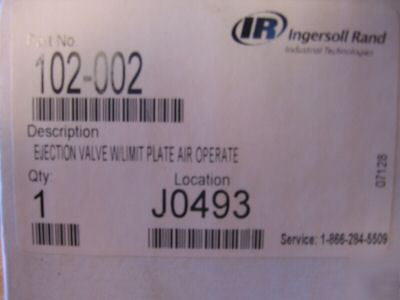 IR Ingersoll Rand
Industrial Technologies
Part No.
102-002
Description
EJECTION VALVE W/LIMIT PLATE AIR OPERATE
Qty:
Location
1
J0493
07128
Service: 1-866-284-5509